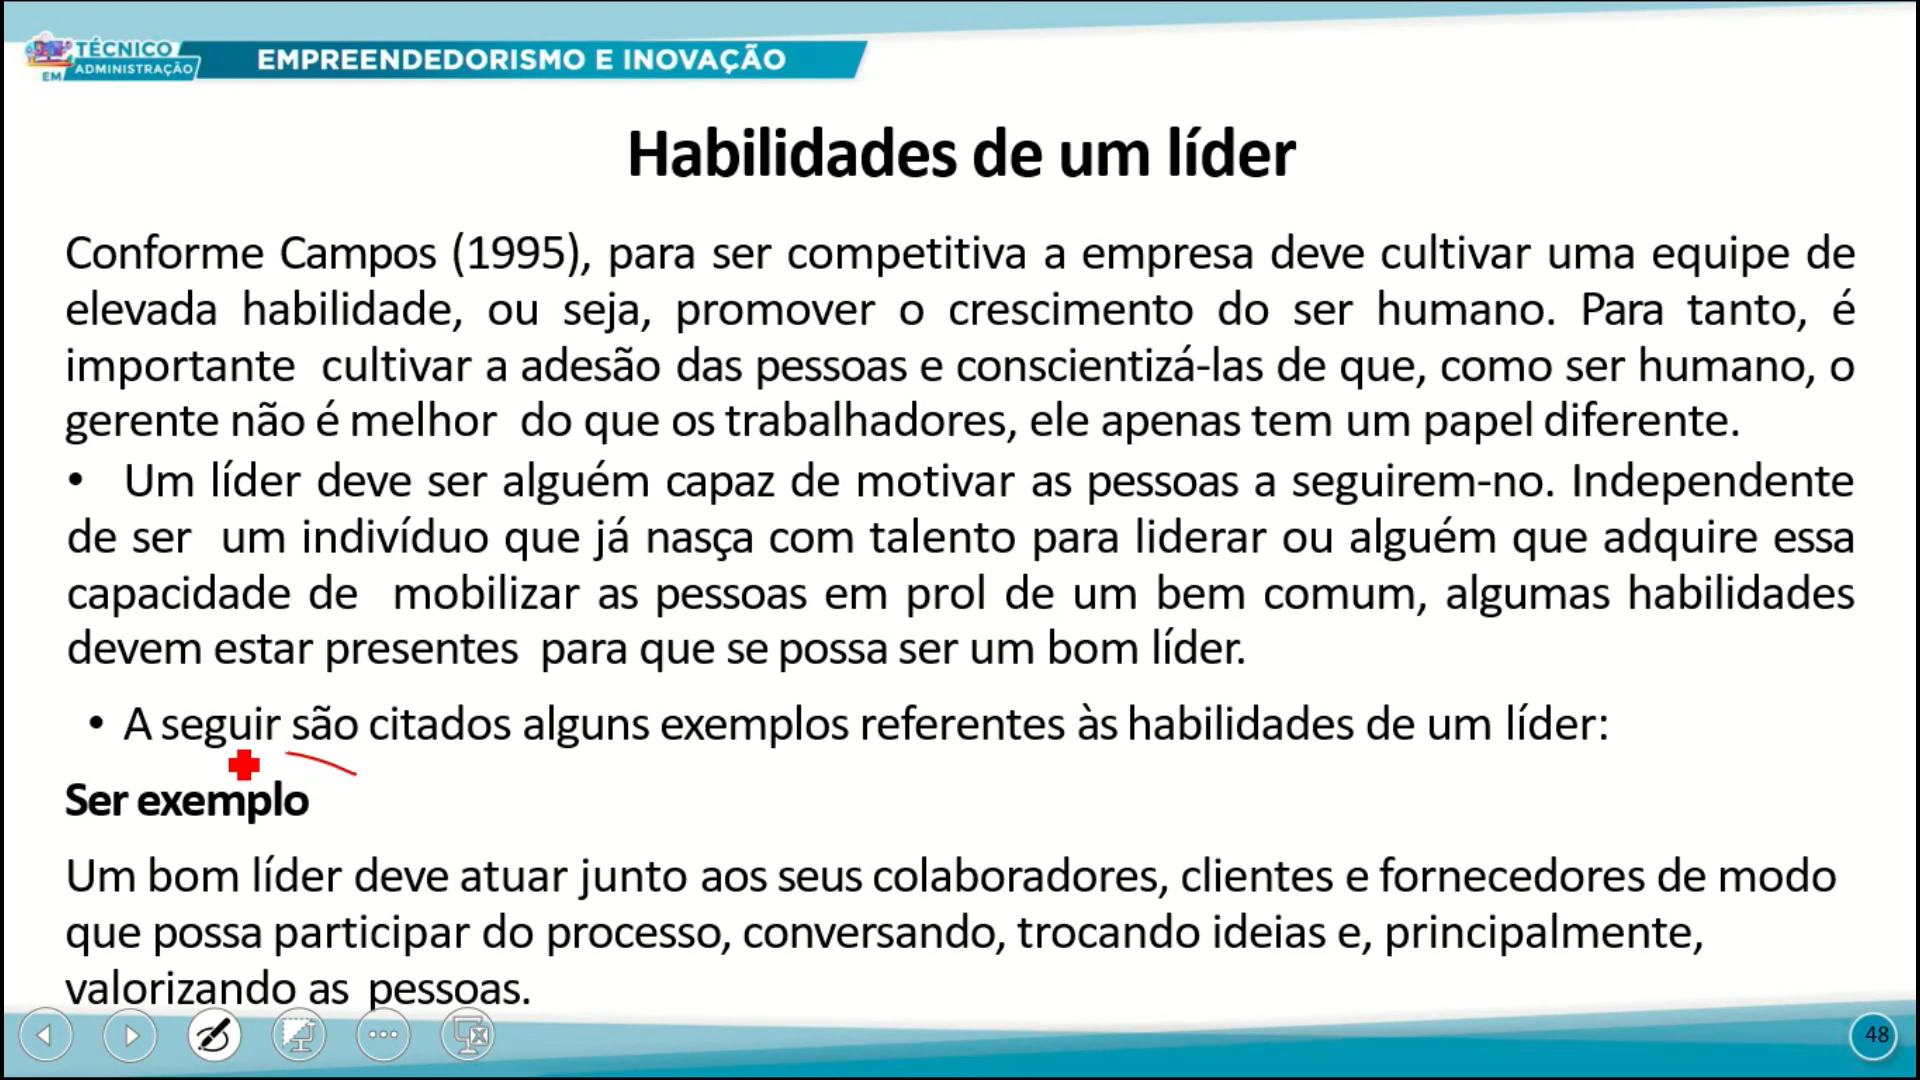 TÉCNICO
EM ADMINISTRAÇÃO
EMPREENDEDORISMO E INOVAÇÃO
Habilidades de um líder
Conforme Campos (1995), para ser competitiva a empresa deve cultivar uma equipe de
elevada habilidade, ou seja, promover o crescimento do ser humano. Para tanto, é
importante cultivar a adesão das pessoas e conscientizá-las de que, como ser humano, o
gerente não é melhor do que os trabalhadores, ele apenas tem um papel diferente.
• Um líder deve ser alguém capaz de motivar as pessoas a seguirem-no. Independente
de ser um indivíduo que já nasça com talento para liderar ou alguém que adquire essa
capacidade de mobilizar as pessoas em prol de um bem comum, algumas habilidades
devem estar presentes para que se possa ser um bom líder.
• A seguir são citados alguns exemplos referentes às habilidades de um líder:
Ser exemplo
Um bom líder deve atuar junto aos seus colaboradores, clientes e fornecedores de modo
que possa participar do processo, conversando, trocando ideias e, principalmente,
valorizando as pessoas.
48